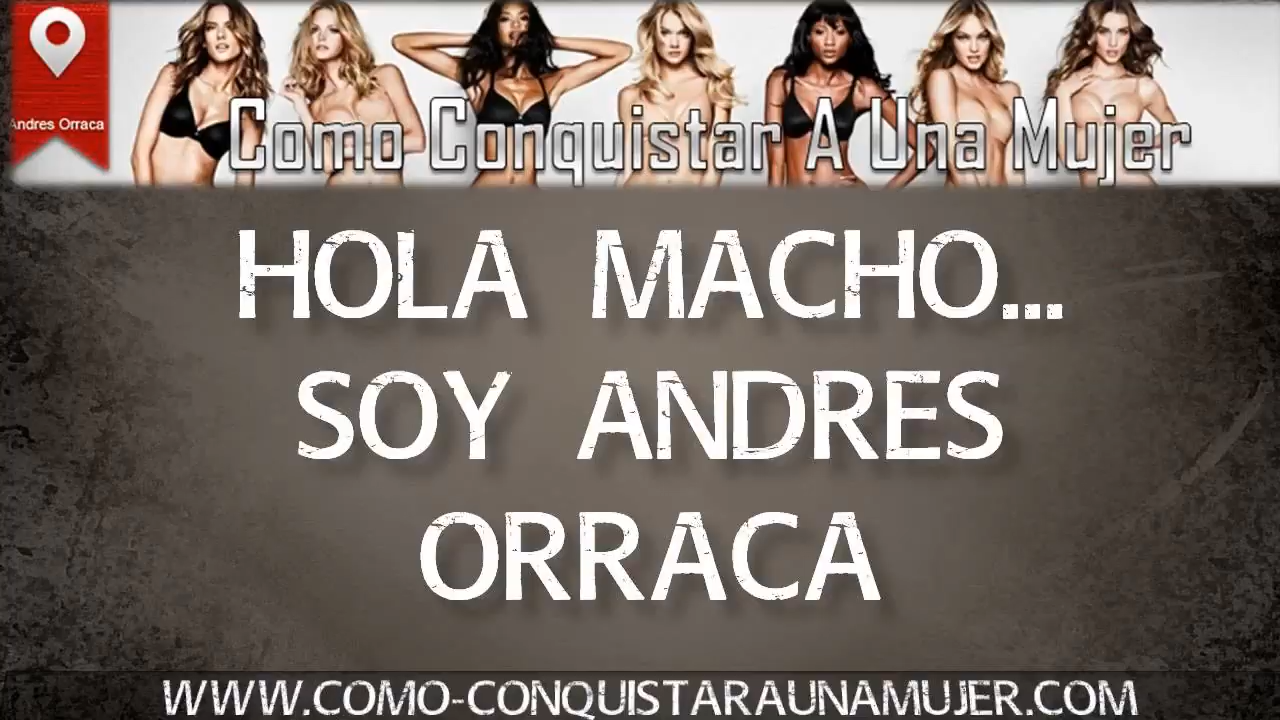 Andres Orraca
Como Conquistar A Una Mujer
HOLA MACHO...
SOY ANDRES
ORRACA
WWW.COMO-CONQUISTARAUNAMUJER.COM